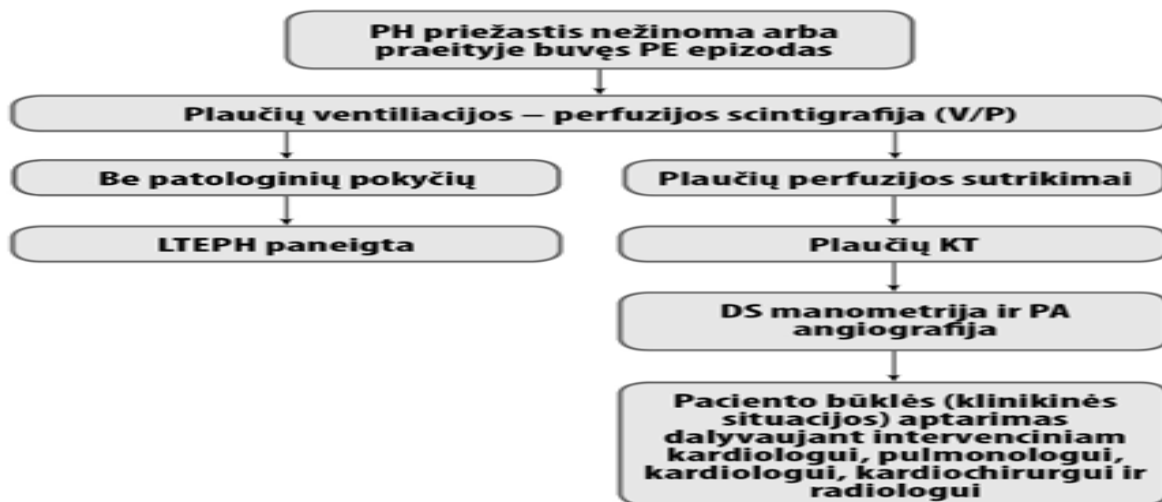 PH priežastis nežinoma arba
praeityje buvęs PE epizodas
Plaučių ventiliacijos – perfuzijos scintigrafija (V/P)
Be patologinių pokyčių
Plaučių perfuzijos sutrikimai
LTEPH paneigta
Plaučių KT
DS manometrija ir PA
angiografija
Paciento būklės (klinikinės
situacijos) aptarimas
dalyvaujant intervenciniam
kardiologui, pulmonologui,
kardiologui, kardiochirurgui ir
radiologui